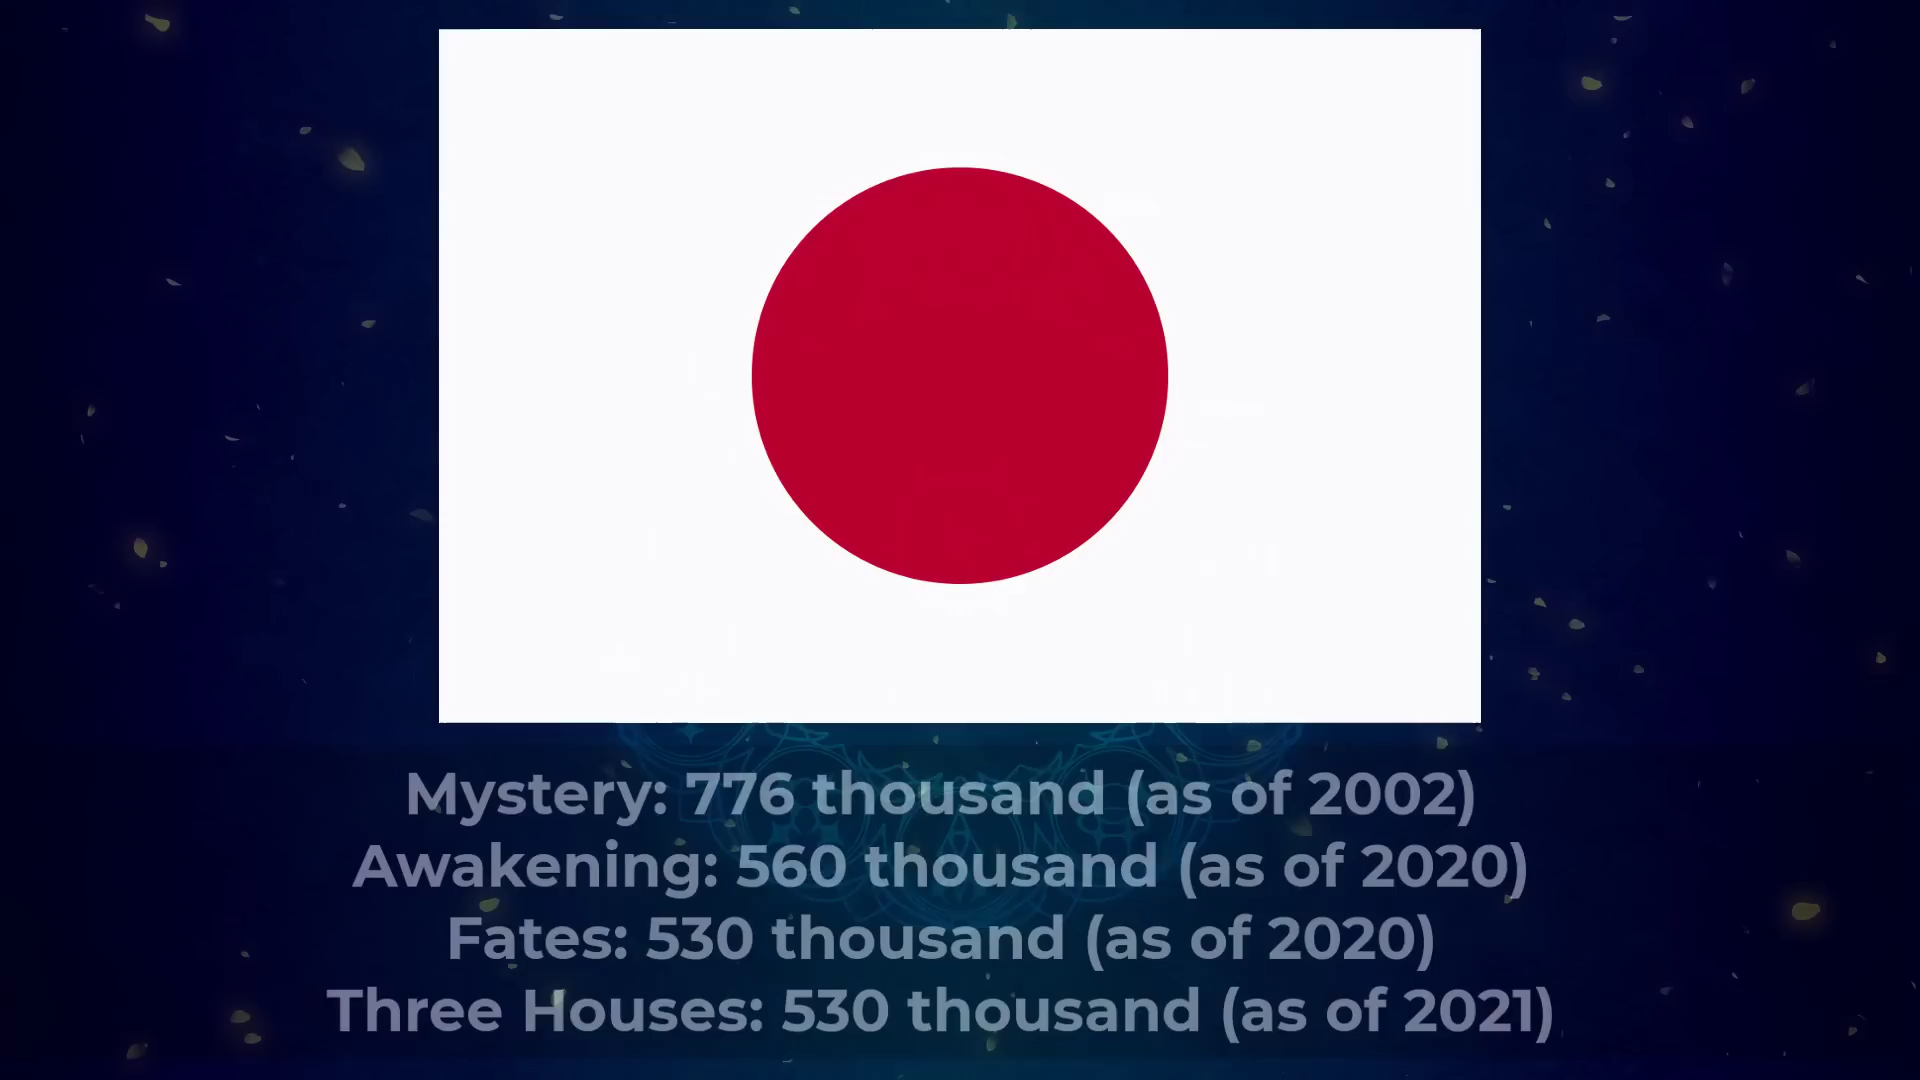 Mystery: 776 thousand (as of 2002)
Awakening: 560 thousand (as of 2020)
Fates: 530 thousand (as of 2020)
Three Houses: 530 thousand (as of 2021)